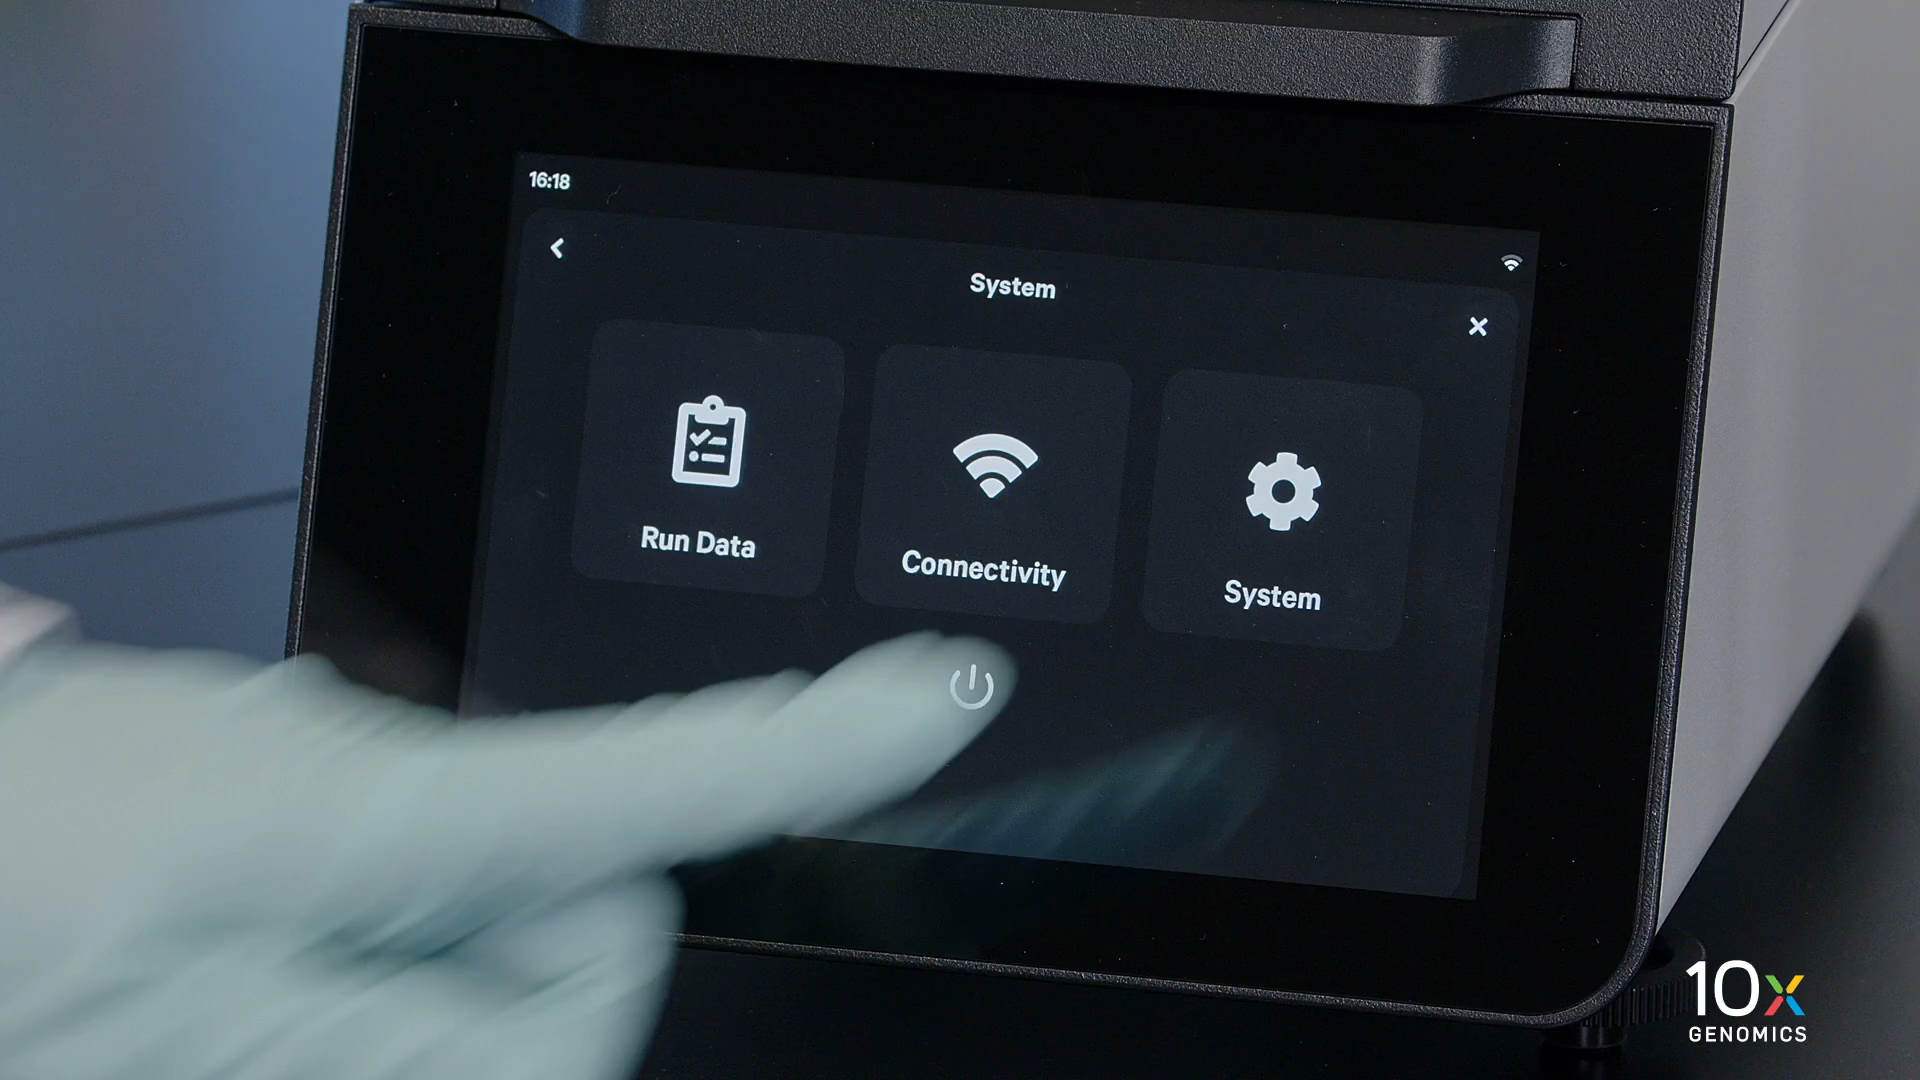 16:18
System
Run Data
Connectivity
System
10x
GENOMICS